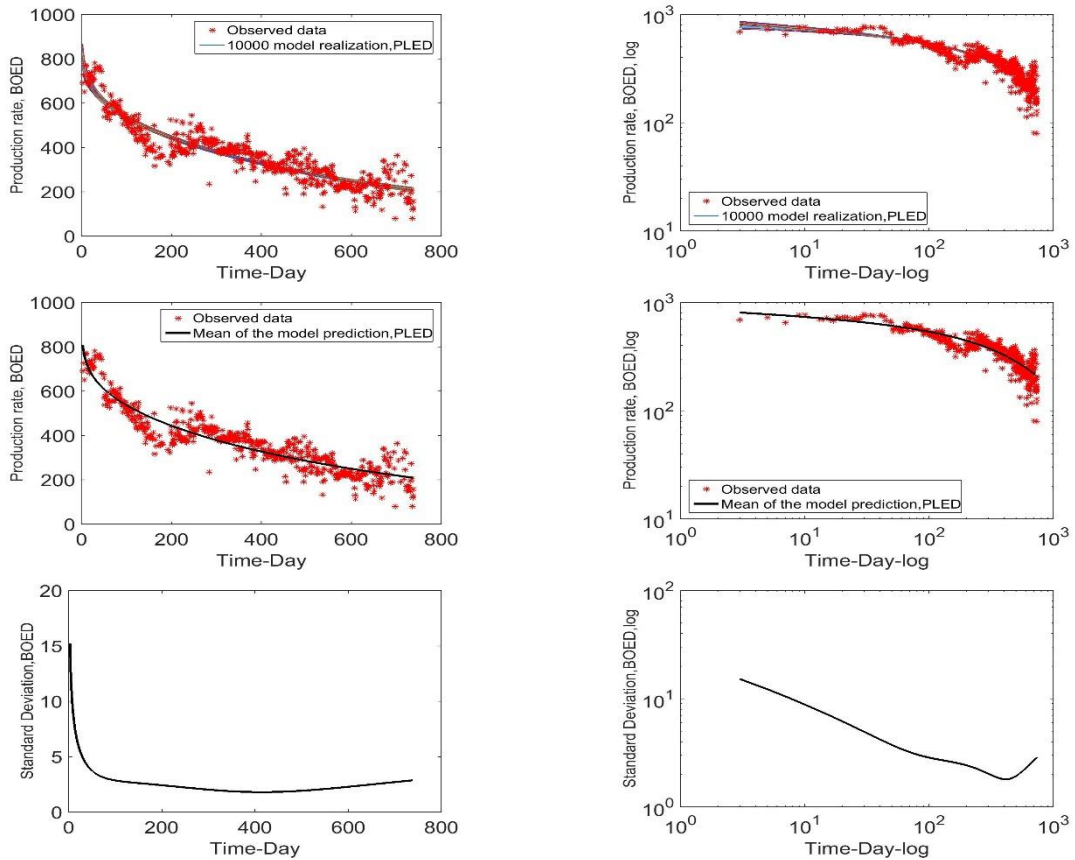 1000
800
600
400
200
0
Production rate, BOED
Observed data
10000 model realization,PLED
0 200 400 600 800
Time-Day
10³
10²
10¹
Production rate, BOED, log
Observed data
10000 model realization,PLED
10⁰ 10¹ 10² 10³
Time-Day-log
1000
800
600
400
200
0
Production rate, BOED
Observed data
Mean of the model prediction,PLED
0 200 400 600 800
Time-Day
10³
10²
10¹
Production rate, BOED,log
Observed data
Mean of the model prediction,PLED
10⁰ 10¹ 10² 10³
Time-Day-log
20
15
10
5
0
Standard Deviation,BOED
0 200 400 600 800
Time-Day
10²
10¹
10⁰
Standard Deviation,BOED,log
10⁰ 10¹ 10² 10³
Time-Day-log